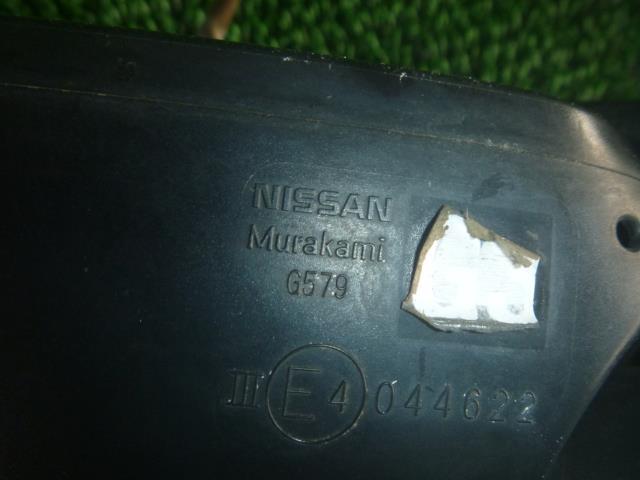 NISSAN
Murakami
G579
III E4 044622